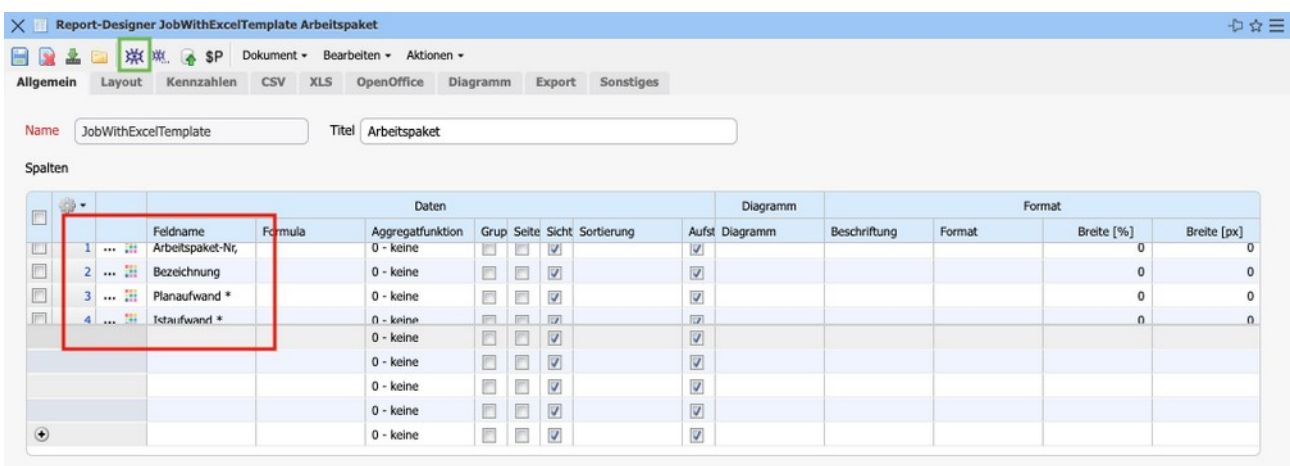 Report-Designer JobWithExcelTemplate Arbeitspaket
$P Dokument Bearbeiten Aktionen
Allgemein Layout Kennzahlen CSV XLS OpenOffice Diagramm Export Sonstiges
Name JobWithExcelTemplate Titel Arbeitspaket
Spalten
Daten Diagramm Format
Feldname Formula Aggregatfunktion Grup Seite Sicht Sortierung Aufst Diagramm Beschriftung Format Breite [%] Breite [px]
1 ... Arbeitspaket-Nr, 0 - keine 0 0
2 ... Bezeichnung 0 - keine 0 0
3 ... Planaufwand * 0 - keine 0 0
4 ... Istaufwand * 0 - keine 0 0
0 - keine
0 - keine
0 - keine
0 - keine
0 - keine